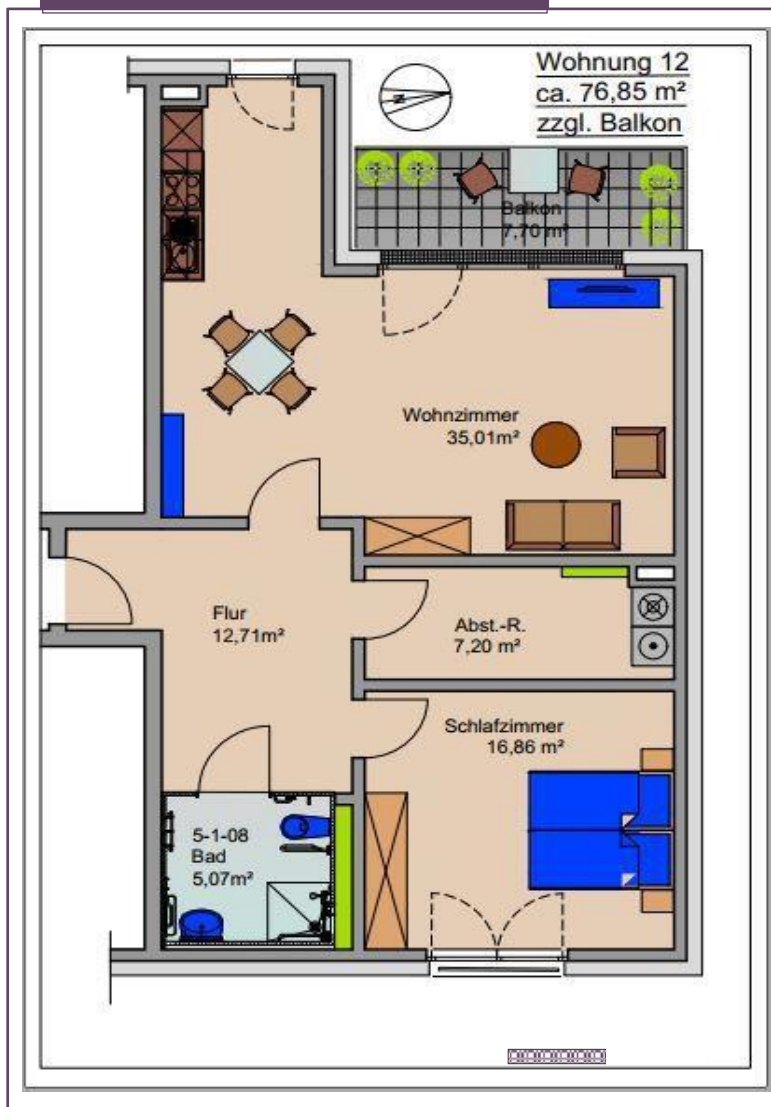 Wohnung 12
ca. 76,85 m²
zzgl. Balkon
N
Balkon
7,70 m²
Wohnzimmer
35,01m²
Flur
12,71m²
Abst.-R.
7,20 m²
Schlafzimmer
16,86 m²
5-1-08
Bad
5,07m²